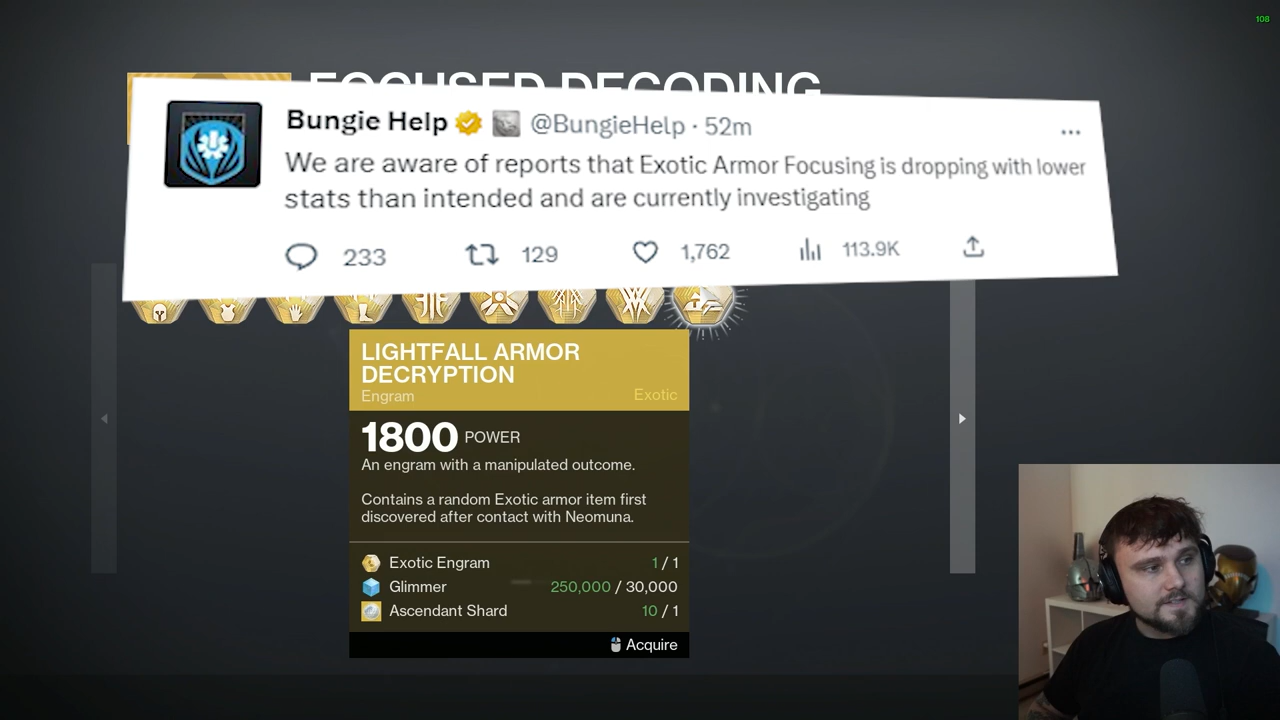 108
FOCUSED DECODING
Bungie Help @BungieHelp · 52m
...
We are aware of reports that Exotic Armor Focusing is dropping with lower
stats than intended and are currently investigating
233 129 1,762 113.9K
LIGHTFALL ARMOR
DECRYPTION
Engram Exotic
1800 POWER
An engram with a manipulated outcome.
Contains a random Exotic armor item first
discovered after contact with Neomuna.
Exotic Engram 1 / 1
Glimmer 250,000 / 30,000
Ascendant Shard 10 / 1
Acquire